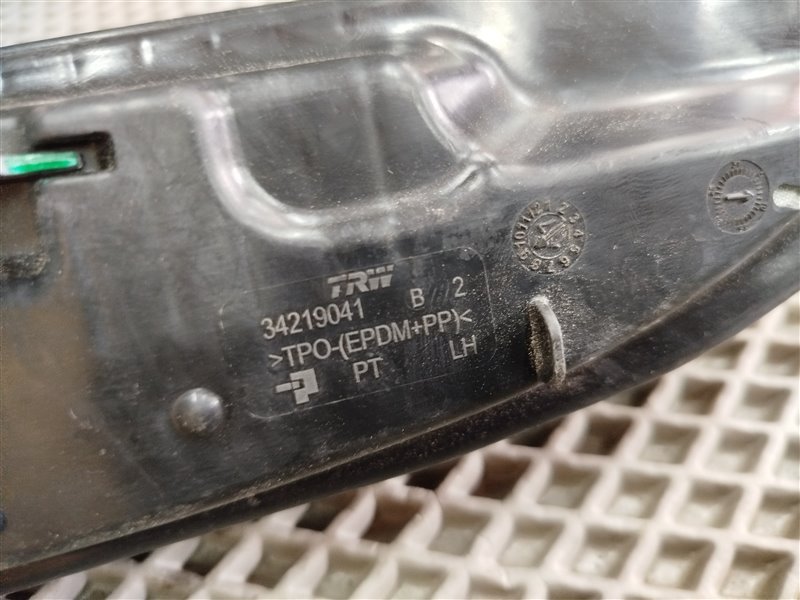 TRW
34219041 B 2
>TPO-(EPDM+PP)<
PT LH